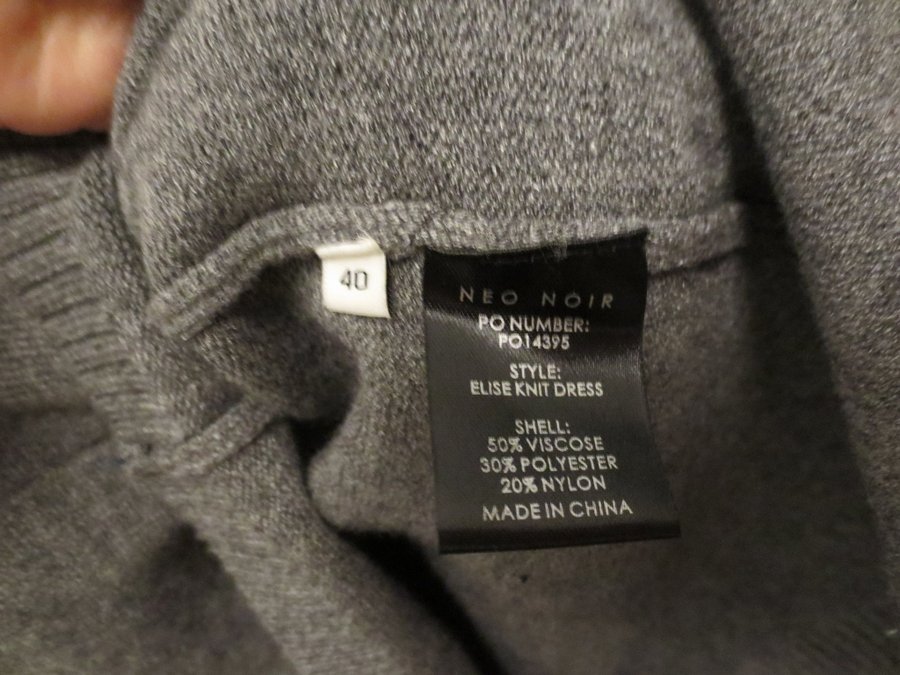 40
NEO NOIR
PO NUMBER:
PO14395
STYLE:
ELISE KNIT DRESS
SHELL:
50% VISCOSE
30% POLYESTER
20% NYLON
MADE IN CHINA